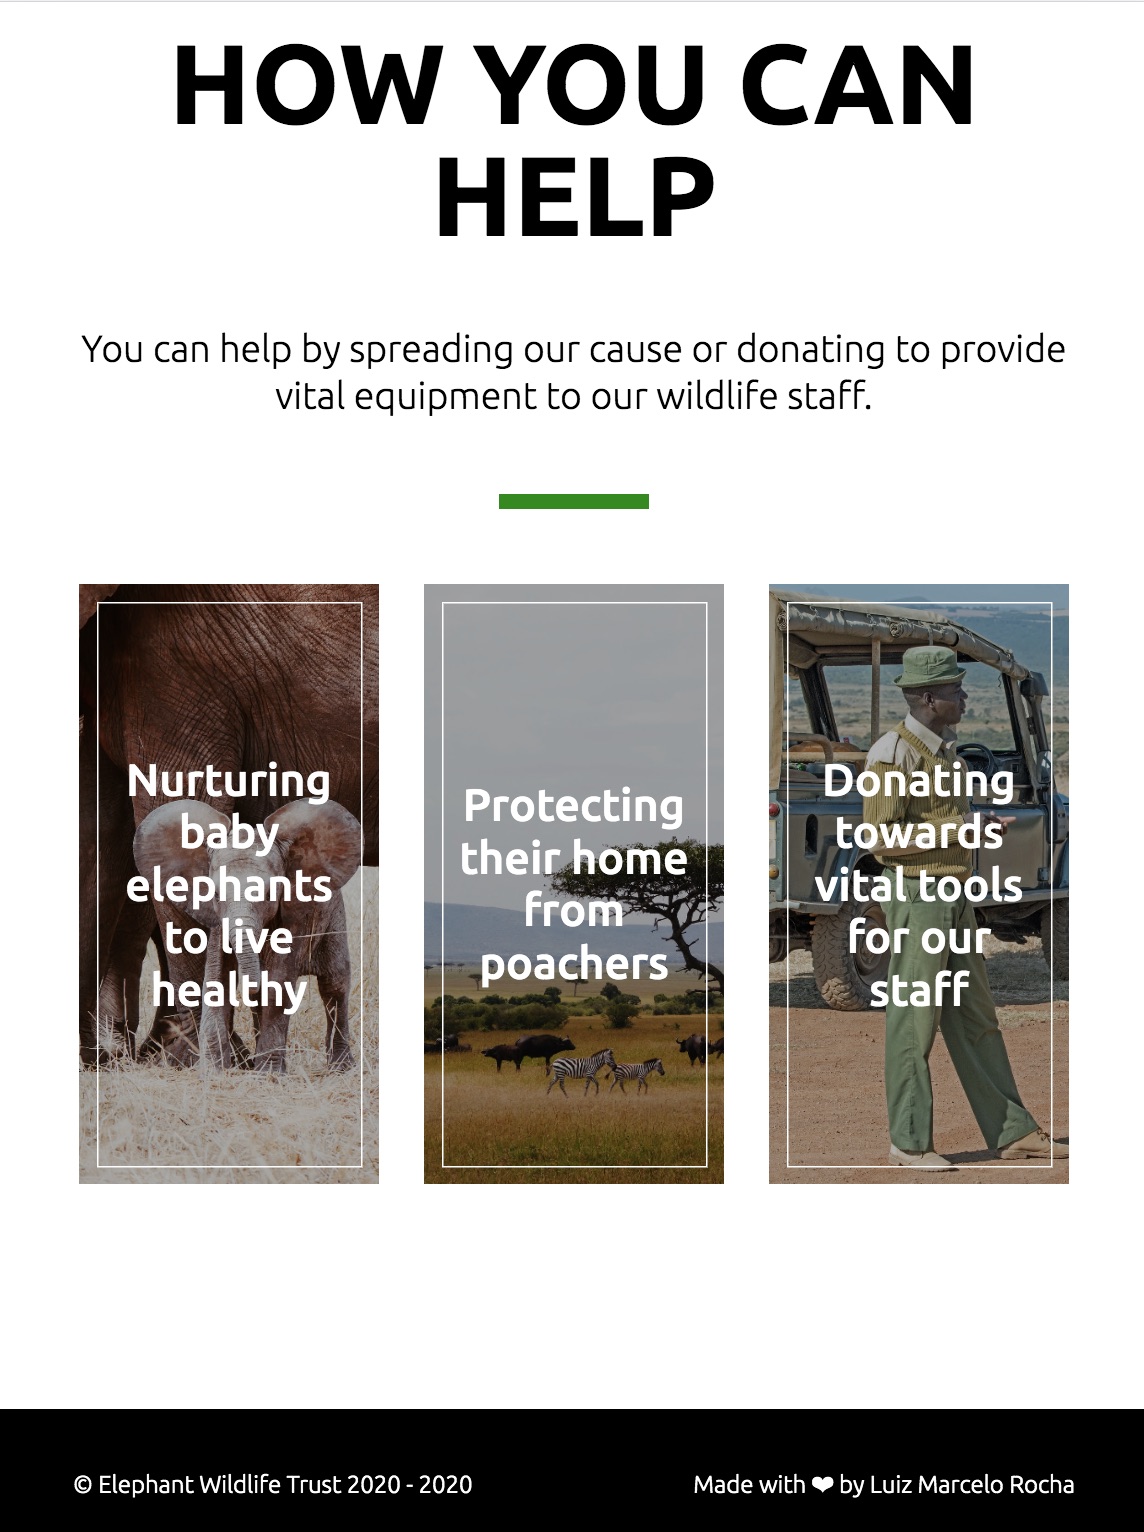 HOW YOU CAN
HELP
You can help by spreading our cause or donating to provide
vital equipment to our wildlife staff.
Nurturing
baby
elephants
to live
healthy
Protecting
their home
from
poachers
Donating
towards
vital tools
for our
staff
© Elephant Wildlife Trust 2020 - 2020
Made with ❤ by Luiz Marcelo Rocha